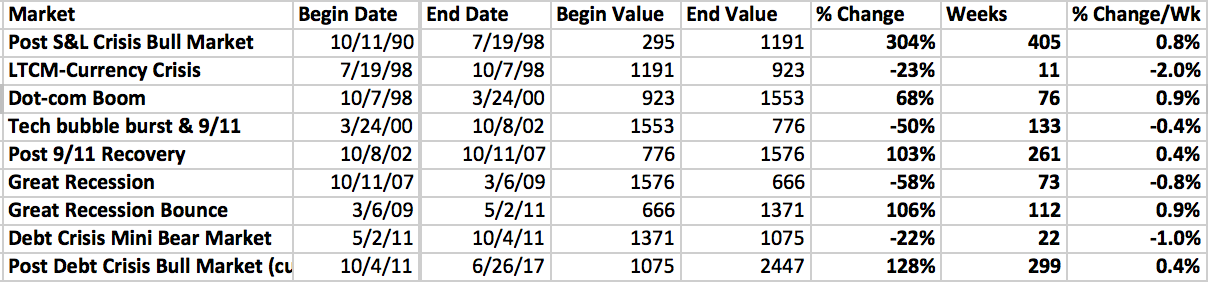 Market Begin Date End Date Begin Value End Value % Change Weeks % Change/Wk
Post S&L Crisis Bull Market 10/11/90 7/19/98 295 1191 304% 405 0.8%
LTCM-Currency Crisis 7/19/98 10/7/98 1191 923 -23% 11 -2.0%
Dot-com Boom 10/7/98 3/24/00 923 1553 68% 76 0.9%
Tech bubble burst & 9/11 3/24/00 10/8/02 1553 776 -50% 133 -0.4%
Post 9/11 Recovery 10/8/02 10/11/07 776 1576 103% 261 0.4%
Great Recession 10/11/07 3/6/09 1576 666 -58% 73 -0.8%
Great Recession Bounce 3/6/09 5/2/11 666 1371 106% 112 0.9%
Debt Crisis Mini Bear Market 5/2/11 10/4/11 1371 1075 -22% 22 -1.0%
Post Debt Crisis Bull Market (cu 10/4/11 6/26/17 1075 2447 128% 299 0.4%